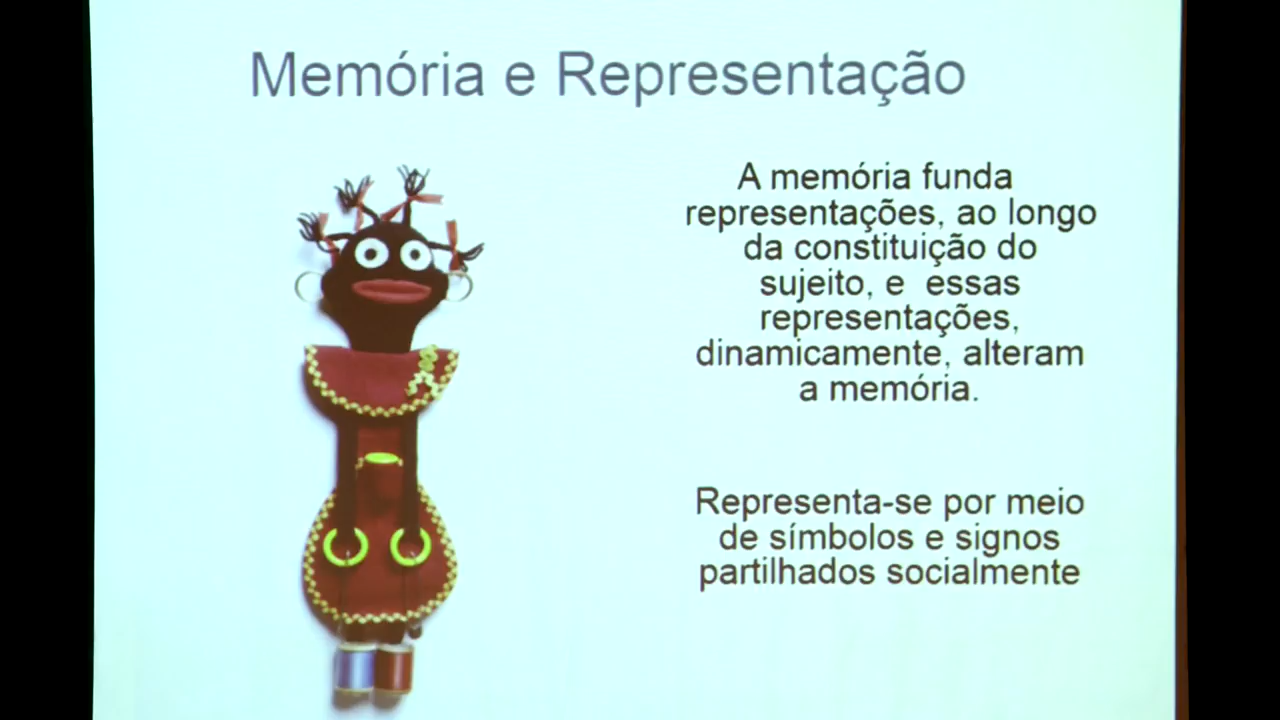 Memória e Representação
A memória funda
representações, ao longo
da constituição do
sujeito, e essas
representações,
dinamicamente, alteram
a memória.
Representa-se por meio
de símbolos e signos
partilhados socialmente